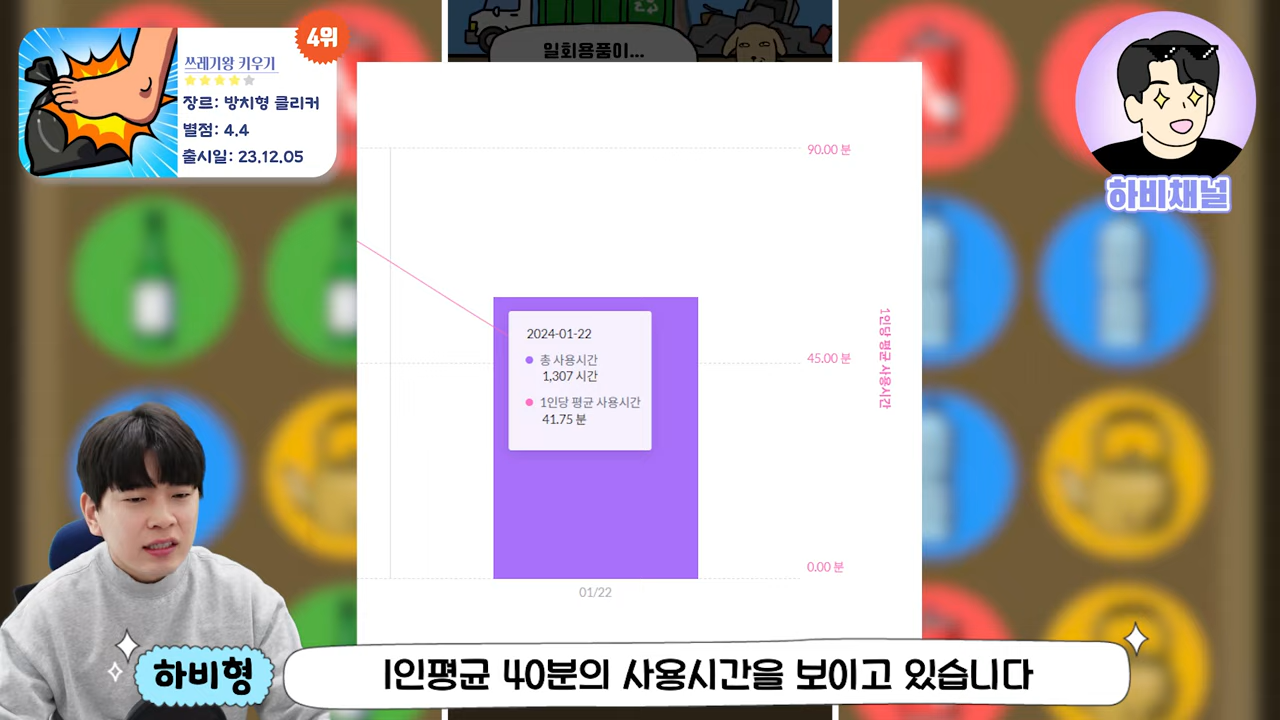 4위
쓰레기왕 키우기
장르: 방치형 클리커
별점: 4.4
출시일: 23.12.05
일회용품이...
하비채널
90.00 분
45.00 분
0.00 분
1인당 평균 사용시간
2024-01-22
총 사용시간
1,307 시간
1인당 평균 사용시간
41.75 분
01/22
하비형
1인평균 40분의 사용시간을 보이고 있습니다